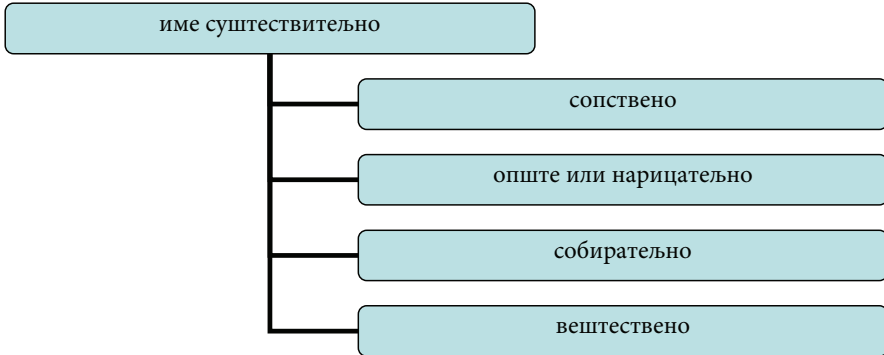 име суштествитељно
сопствено
опште или нарицатељно
собиратељно
вештествено